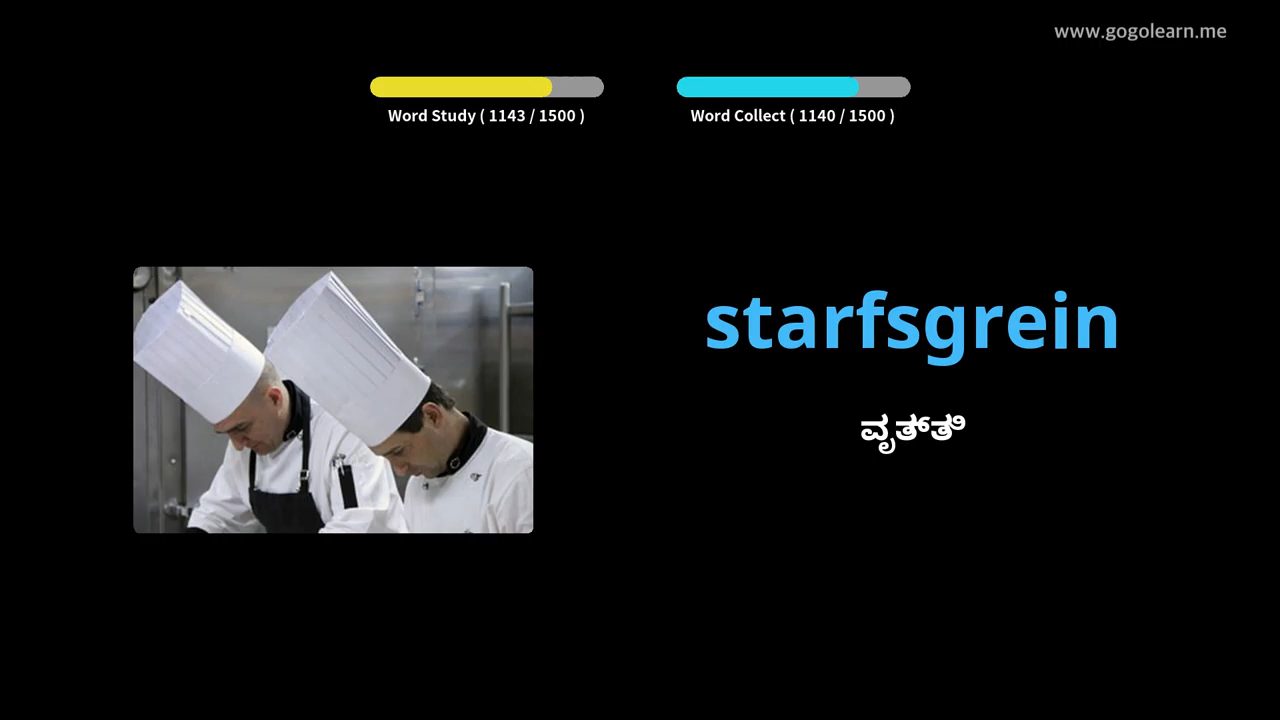 www.gogolearn.me
Word Study ( 1143 / 1500 )
Word Collect ( 1140 / 1500 )
starfsgrein
ವೃತ್‌ತಿ